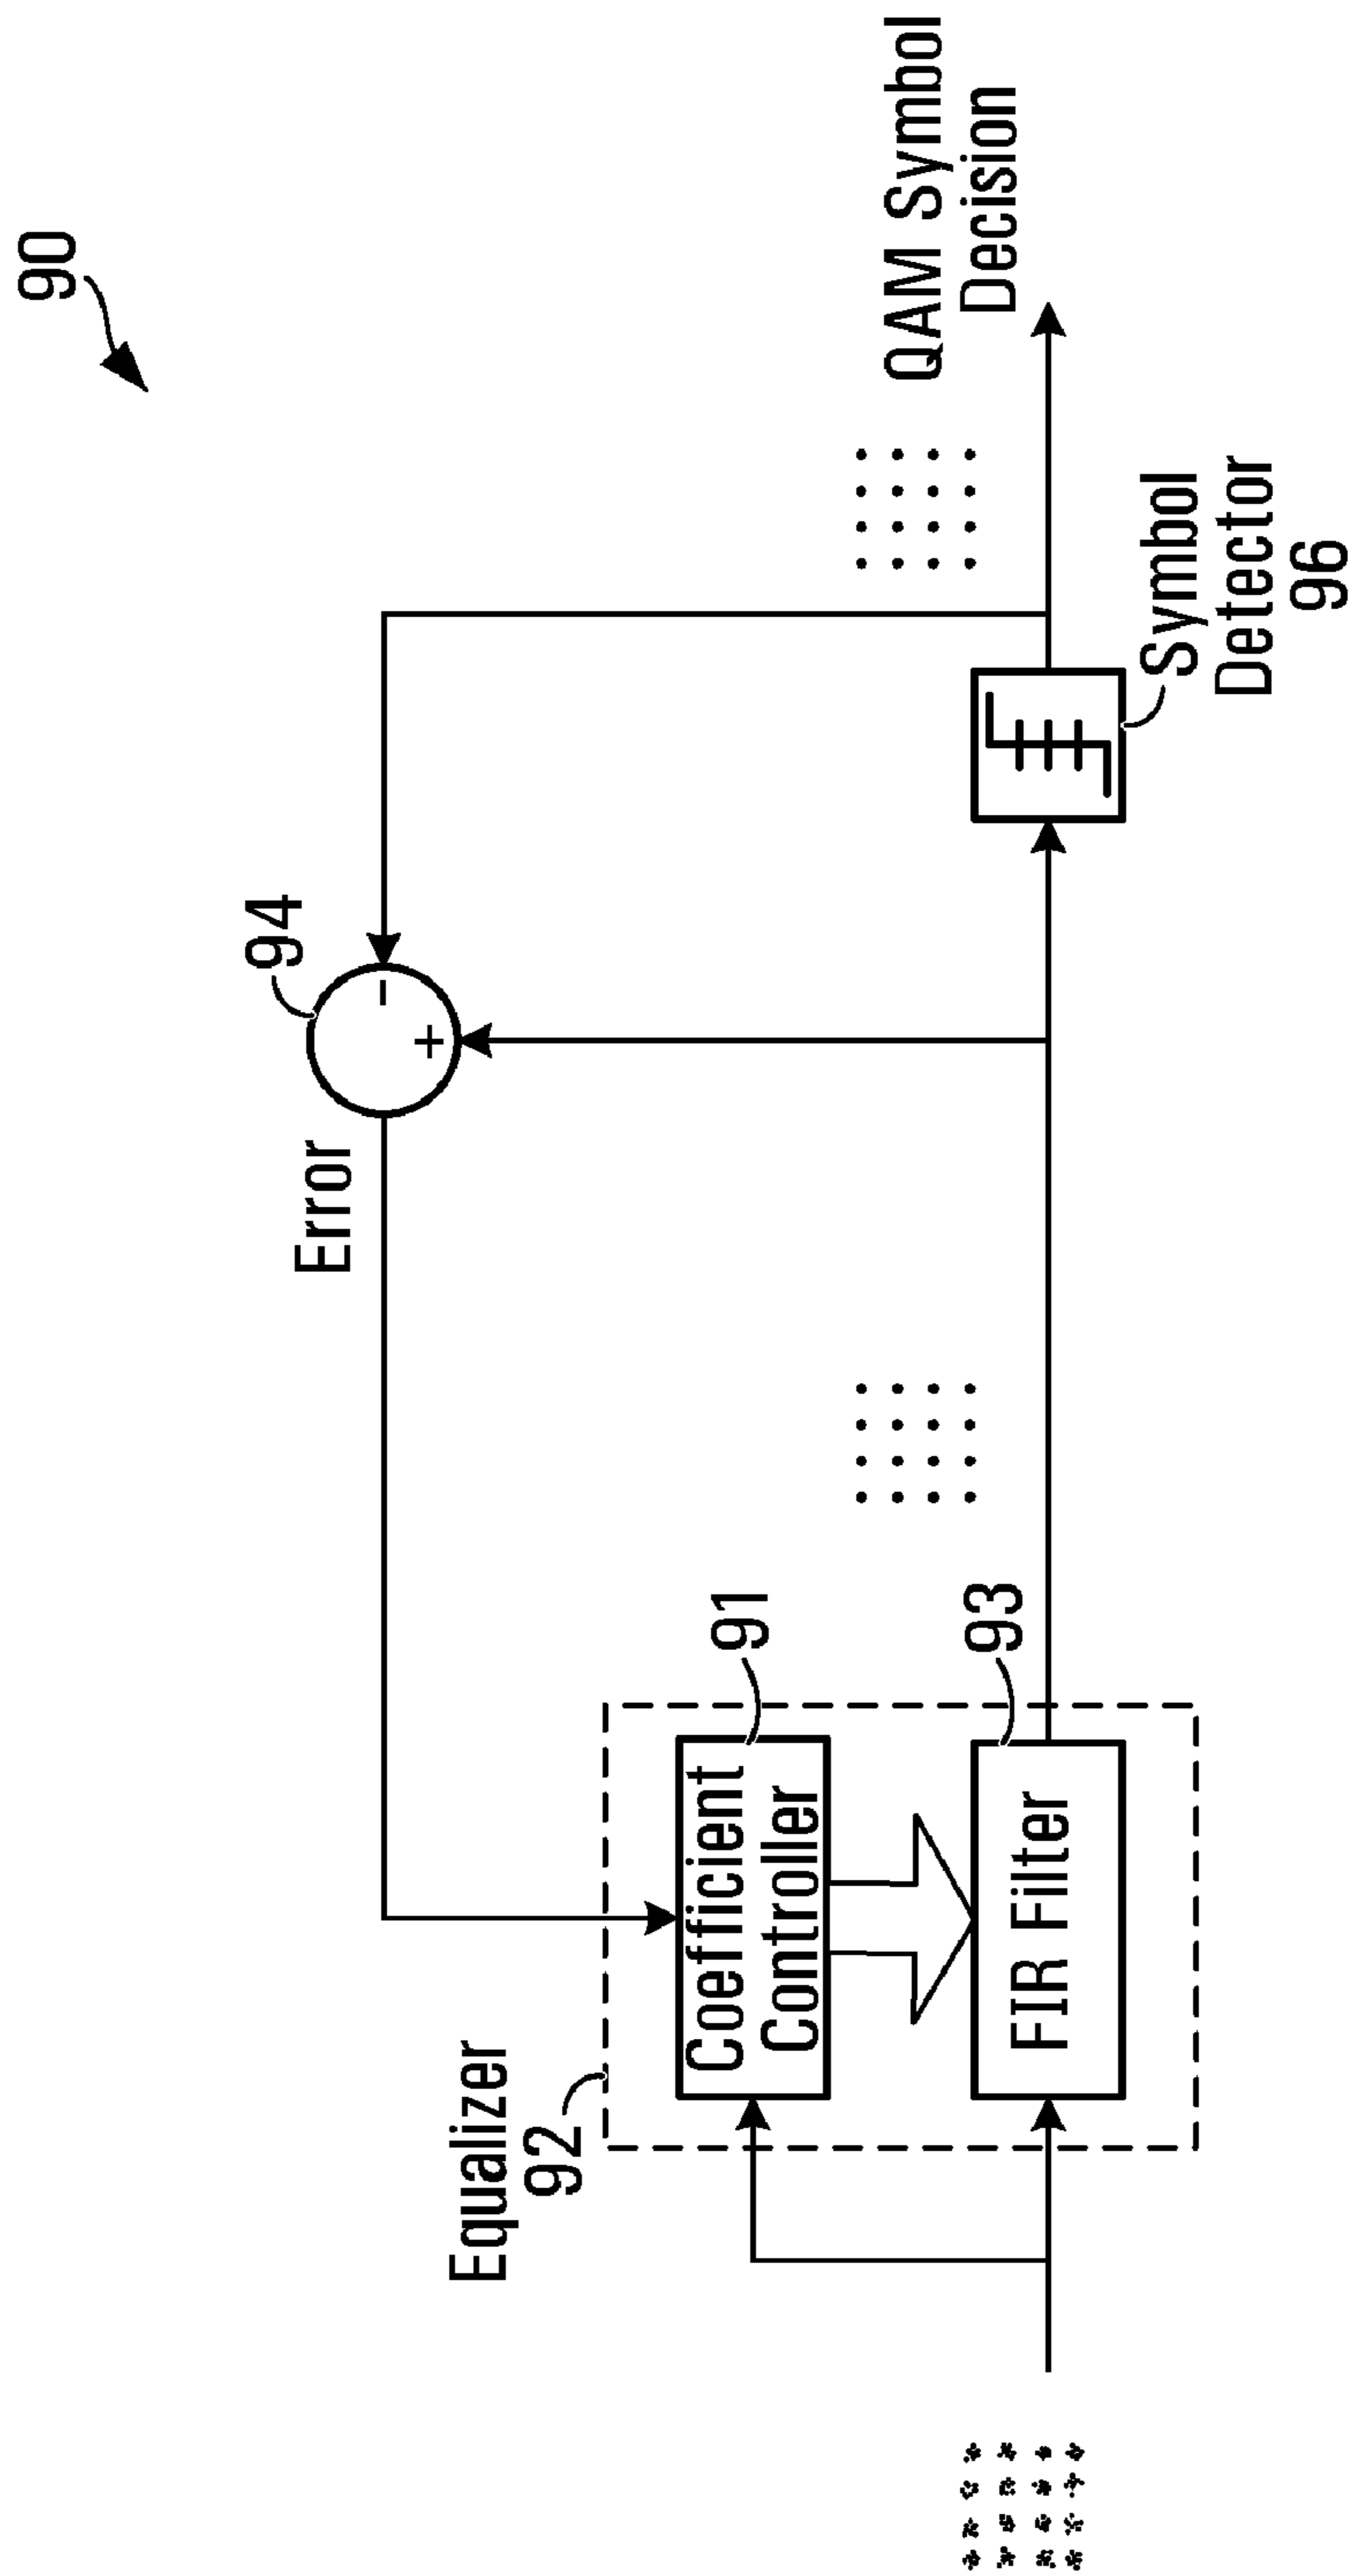 90
94
Error
QAM Symbol
Decision
-
+
Equalizer
92
Coefficient
Controller
91
FIR Filter
93
Symbol
Detector
96